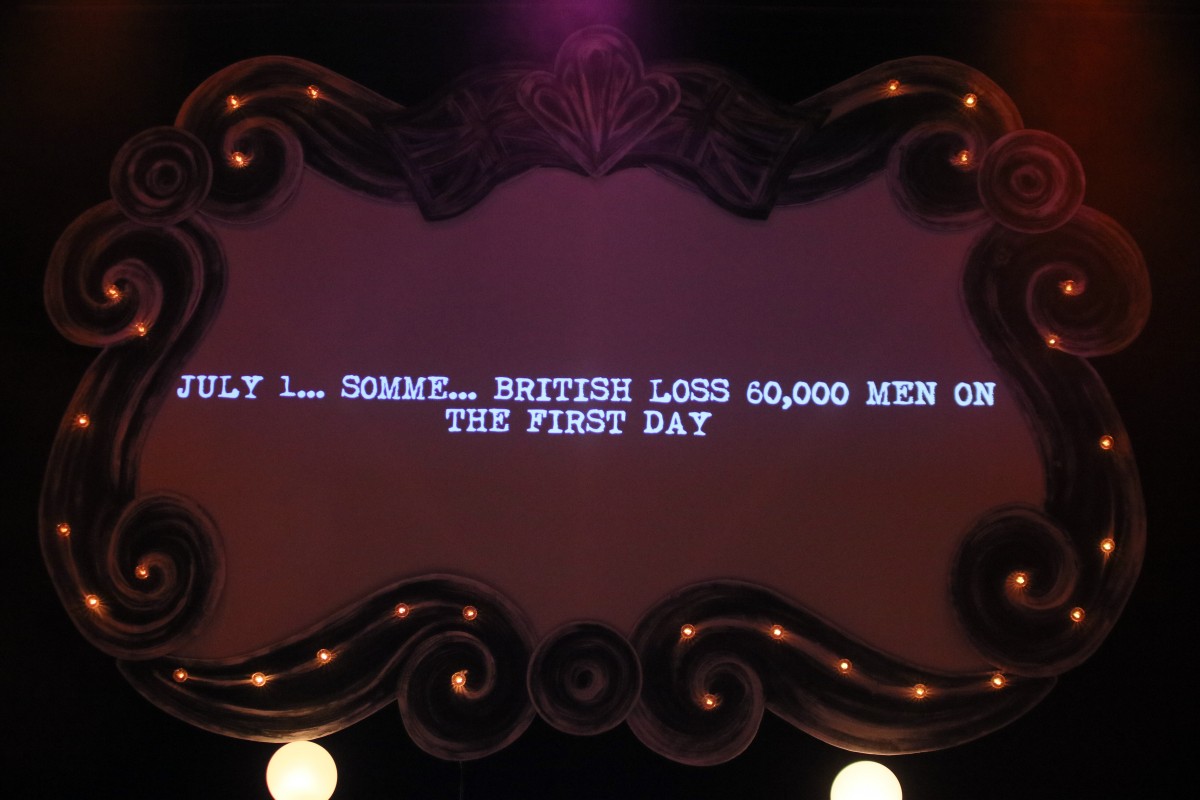 JULY 1... SOMME... BRITISH LOSS 60,000 MEN ON
THE FIRST DAY